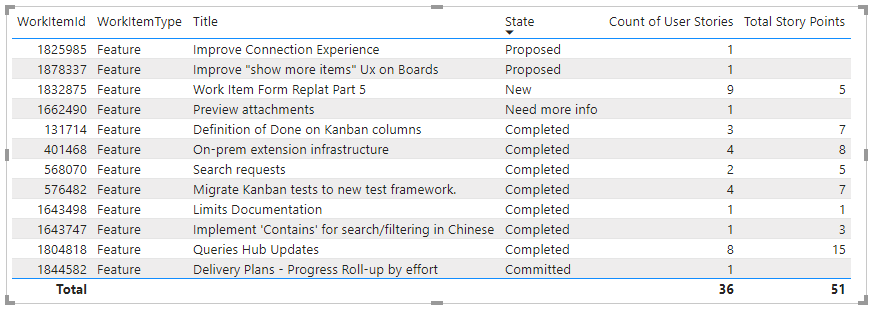 WorkItemId WorkItemType Title State Count of User Stories Total Story Points
1825985 Feature Improve Connection Experience Proposed 1
1878337 Feature Improve "show more items" Ux on Boards Proposed 1
1832875 Feature Work Item Form Replat Part 5 New 9 5
1662490 Feature Preview attachments Need more info 1
131714 Feature Definition of Done on Kanban columns Completed 3 7
401468 Feature On-prem extension infrastructure Completed 4 8
568070 Feature Search requests Completed 2 5
576482 Feature Migrate Kanban tests to new test framework. Completed 4 7
1643498 Feature Limits Documentation Completed 1 1
1643747 Feature Implement 'Contains' for search/filtering in Chinese Completed 1 3
1804818 Feature Queries Hub Updates Completed 8 15
1844582 Feature Delivery Plans - Progress Roll-up by effort Committed 1
Total 36 51